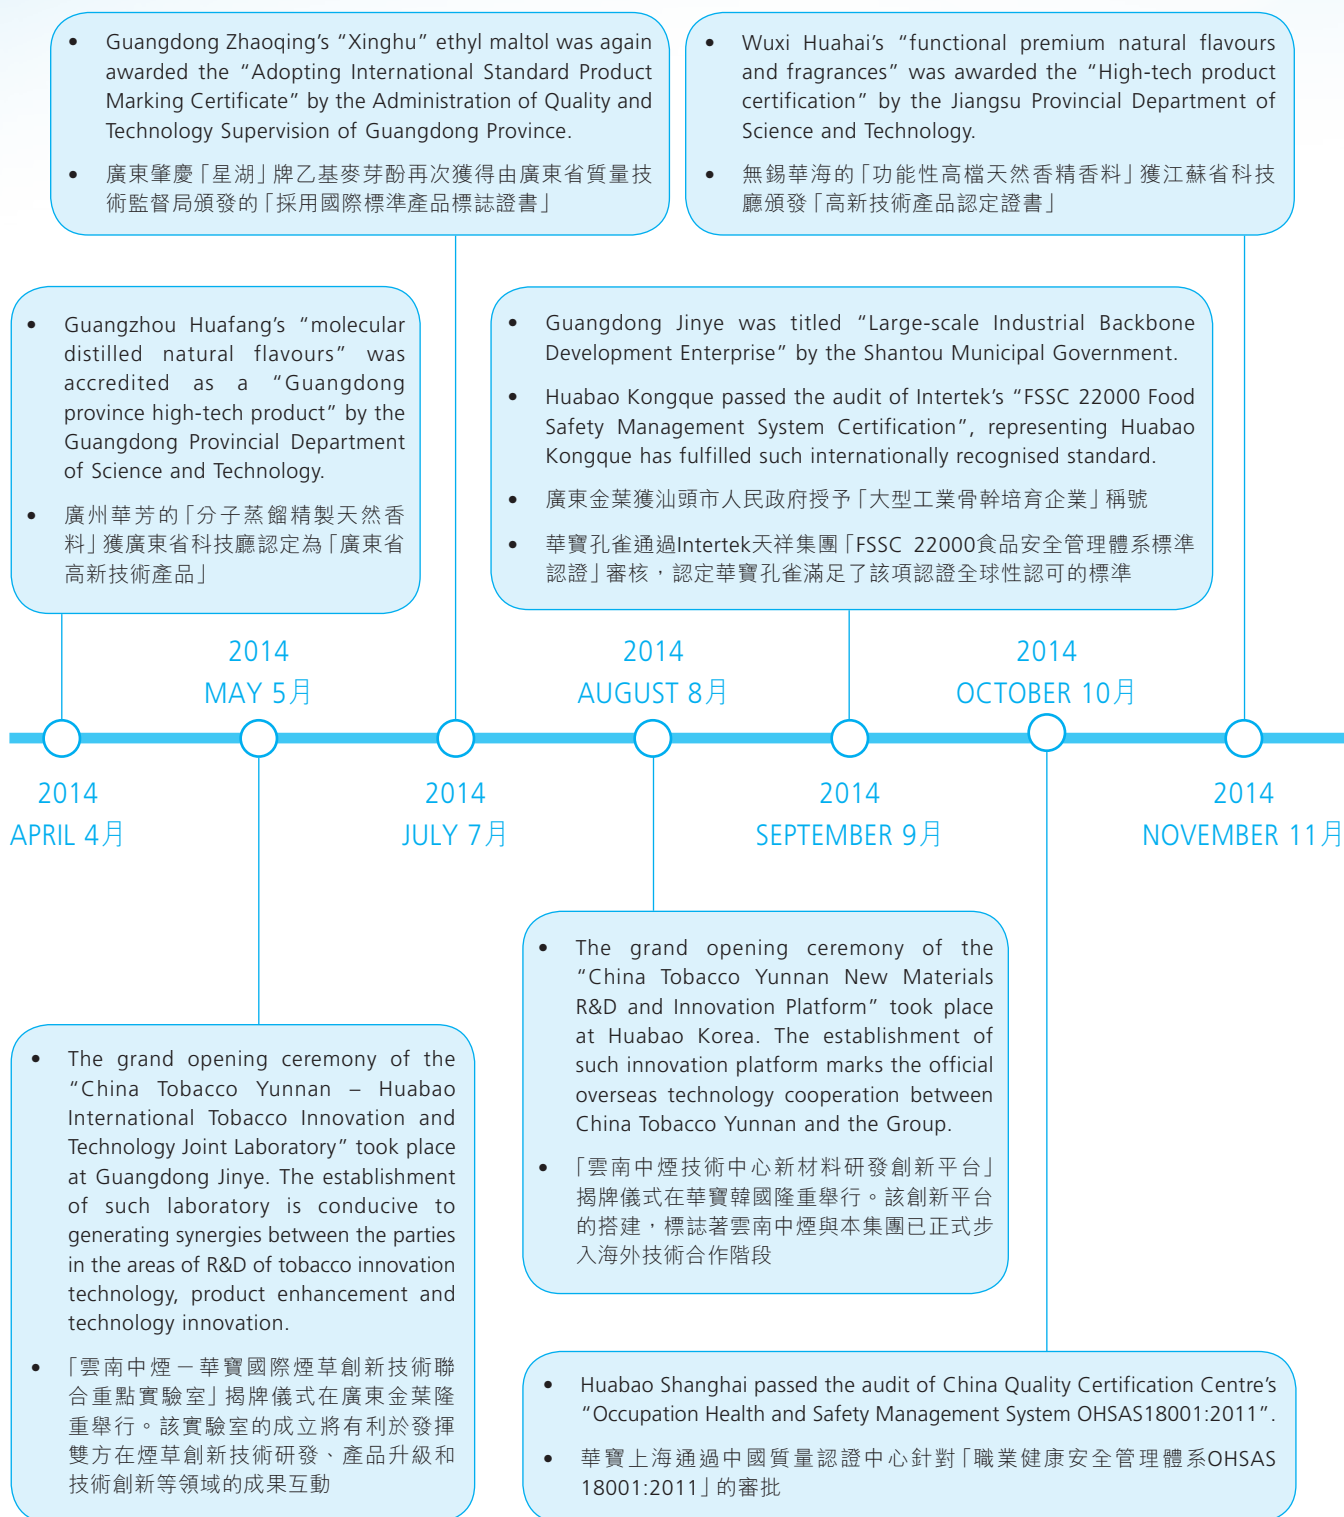 • Guangdong Zhaoqing's “Xinghu” ethyl maltol was again
awarded the “Adopting International Standard Product
Marking Certificate” by the Administration of Quality and
Technology Supervision of Guangdong Province.
• 廣東肇慶「星湖」牌乙基麥芽酚再次獲得由廣東省質量技
術監督局頒發的「採用國際標準產品標誌證書」
• Wuxi Huahai's “functional premium natural flavours
and fragrances” was awarded the “High-tech product
certification” by the Jiangsu Provincial Department of
Science and Technology.
• 無錫華海的「功能性高檔天然香精香料」獲江蘇省科技
廳頒發「高新技術產品認定證書」
• Guangzhou Huafang's “molecular
distilled natural flavours” was
accredited as a “Guangdong
province high-tech product” by the
Guangdong Provincial Department
of Science and Technology.
• 廣州華芳的「分子蒸餾精製天然香
料」獲廣東省科技廳認定為「廣東省
高新技術產品」
• Guangdong Jinye was titled “Large-scale Industrial Backbone
Development Enterprise” by the Shantou Municipal Government.
• Huabao Kongque passed the audit of Intertek's “FSSC 22000 Food
Safety Management System Certification”, representing Huabao
Kongque has fulfilled such internationally recognised standard.
• 廣東金葉獲汕頭市人民政府授予「大型工業骨幹培育企業」稱號
• 華寶孔雀通過Intertek天祥集團「FSSC 22000食品安全管理體系標準
認證」審核，認定華寶孔雀滿足了該項認證全球性認可的標準
2014
MAY 5月
2014
AUGUST 8月
2014
OCTOBER 10月
2014
APRIL 4月
2014
JULY 7月
2014
SEPTEMBER 9月
2014
NOVEMBER 11月
• The grand opening ceremony of the
“China Tobacco Yunnan – Huabao
International Tobacco Innovation and
Technology Joint Laboratory” took place
at Guangdong Jinye. The establishment
of such laboratory is conducive to
generating synergies between the parties
in the areas of R&D of tobacco innovation
technology, product enhancement and
technology innovation.
• 「雲南中煙－華寶國際煙草創新技術聯
合重點實驗室」揭牌儀式在廣東金葉隆
重舉行。該實驗室的成立將有利於發揮
雙方在煙草創新技術研發、產品升級和
技術創新等領域的成果互動
• The grand opening ceremony of the
“China Tobacco Yunnan New Materials
R&D and Innovation Platform” took place
at Huabao Korea. The establishment of
such innovation platform marks the official
overseas technology cooperation between
China Tobacco Yunnan and the Group.
• 「雲南中煙技術中心新材料研發創新平台」
揭牌儀式在華寶韓國隆重舉行。該創新平台
的搭建，標誌著雲南中煙與本集團已正式步
入海外技術合作階段
• Huabao Shanghai passed the audit of China Quality Certification Centre's
“Occupation Health and Safety Management System OHSAS18001:2011”.
• 華寶上海通過中國質量認證中心針對「職業健康安全管理體系OHSAS
18001:2011」的審批